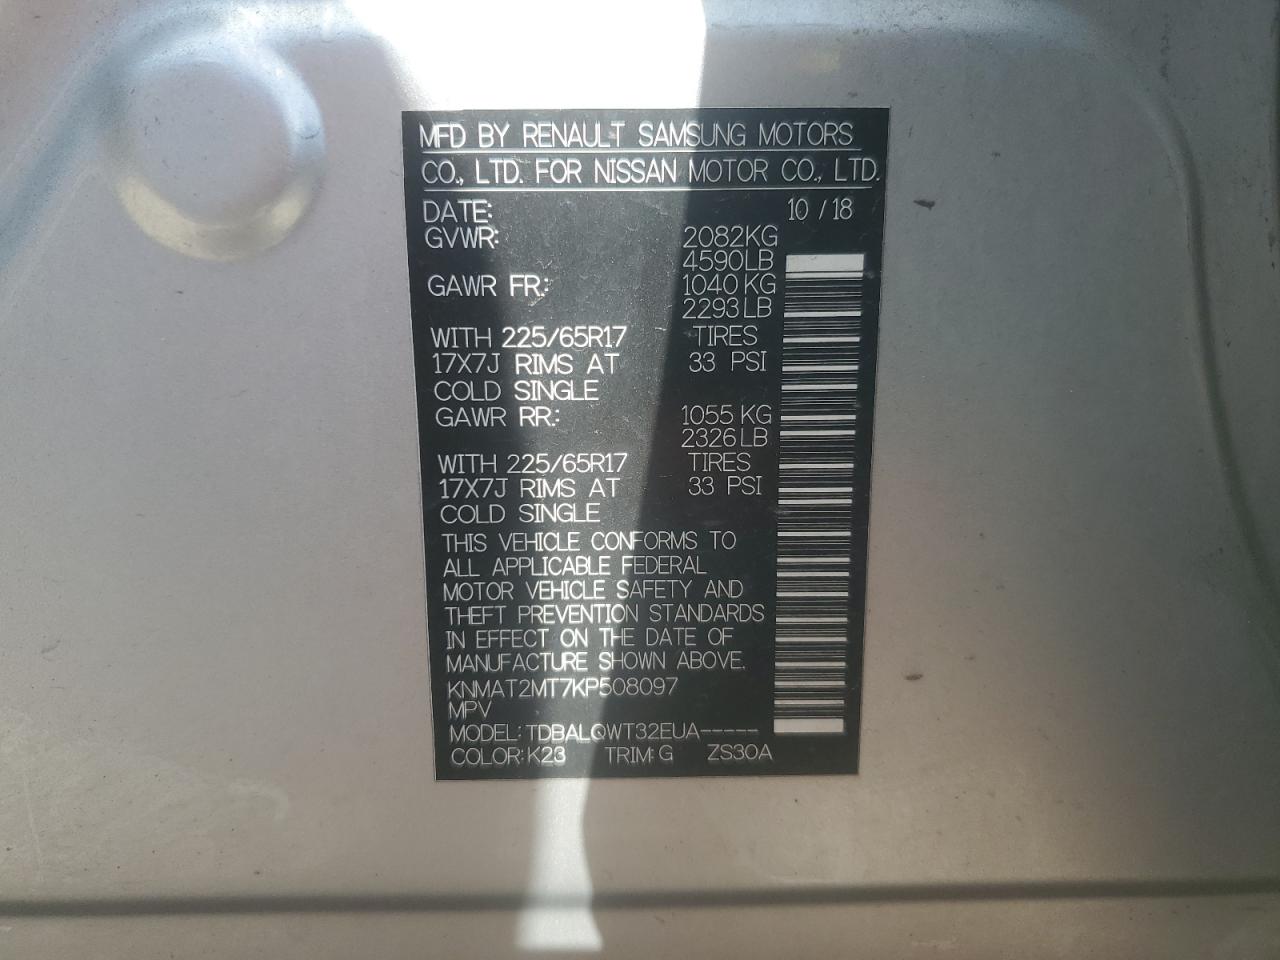 MFD BY RENAULT SAMSUNG MOTORS
CO., LTD. FOR NISSAN MOTOR CO., LTD.
DATE: 10 / 18
GVWR: 2082KG
4590LB
GAWR FR: 1040KG
2293LB
WITH 225/65R17 TIRES
17X7J RIMS AT 33 PSI
COLD SINGLE
GAWR RR: 1055KG
2326LB
WITH 225/65R17 TIRES
17X7J RIMS AT 33 PSI
COLD SINGLE
THIS VEHICLE CONFORMS TO
ALL APPLICABLE FEDERAL
MOTOR VEHICLE SAFETY AND
THEFT PREVENTION STANDARDS
IN EFFECT ON THE DATE OF
MANUFACTURE SHOWN ABOVE.
KNMAT2MT7KP508097
MPV
MODEL: TDBALQWT32EUA-----
COLOR: K23 TRIM: G ZS30A